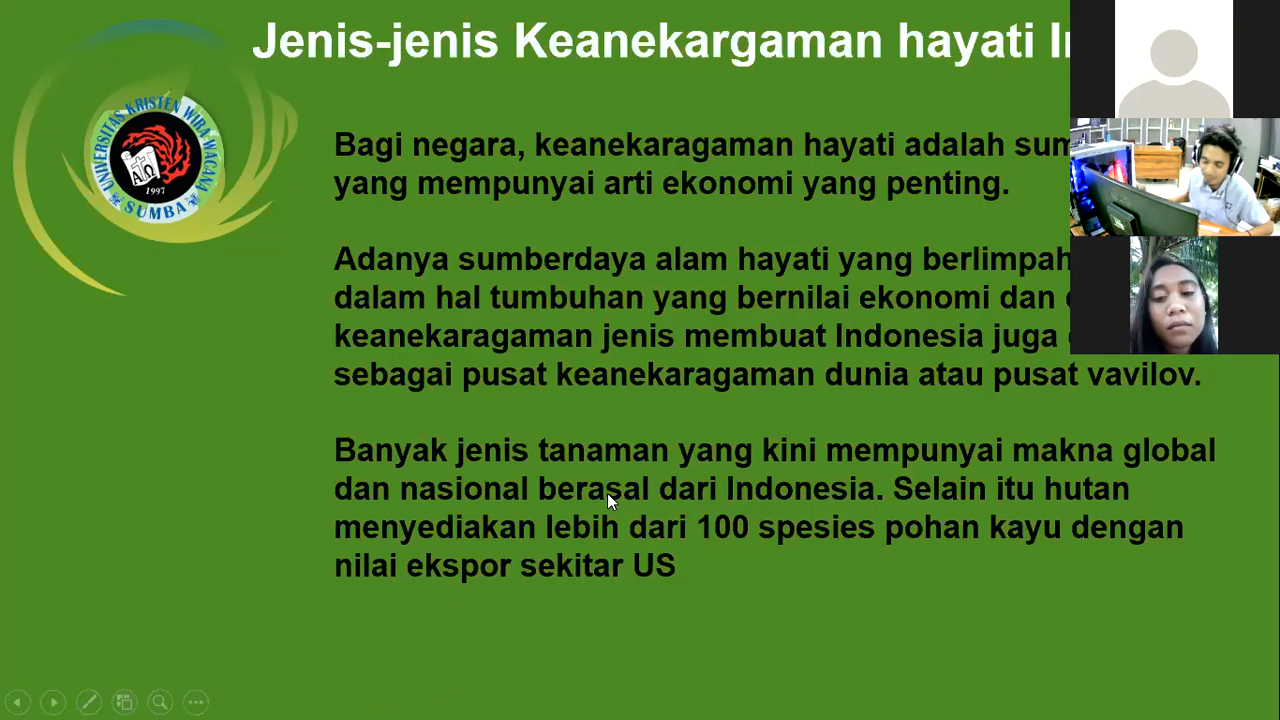 Jenis-jenis Keanekargaman hayati
UNIVERSITAS KRISTEN WIRA WACANA
ΑΩ
1997
SUMBA
Bagi negara, keanekaragaman hayati adalah
yang mempunyai arti ekonomi yang penting.
Adanya sumberdaya alam hayati yang berlimpah
dalam hal tumbuhan yang bernilai ekonomi dan
keanekaragaman jenis membuat Indonesia juga
sebagai pusat keanekaragaman dunia atau pusat vavilov.
Banyak jenis tanaman yang kini mempunyai makna global
dan nasional berasal dari Indonesia. Selain itu hutan
menyediakan lebih dari 100 spesies pohan kayu dengan
nilai ekspor sekitar US